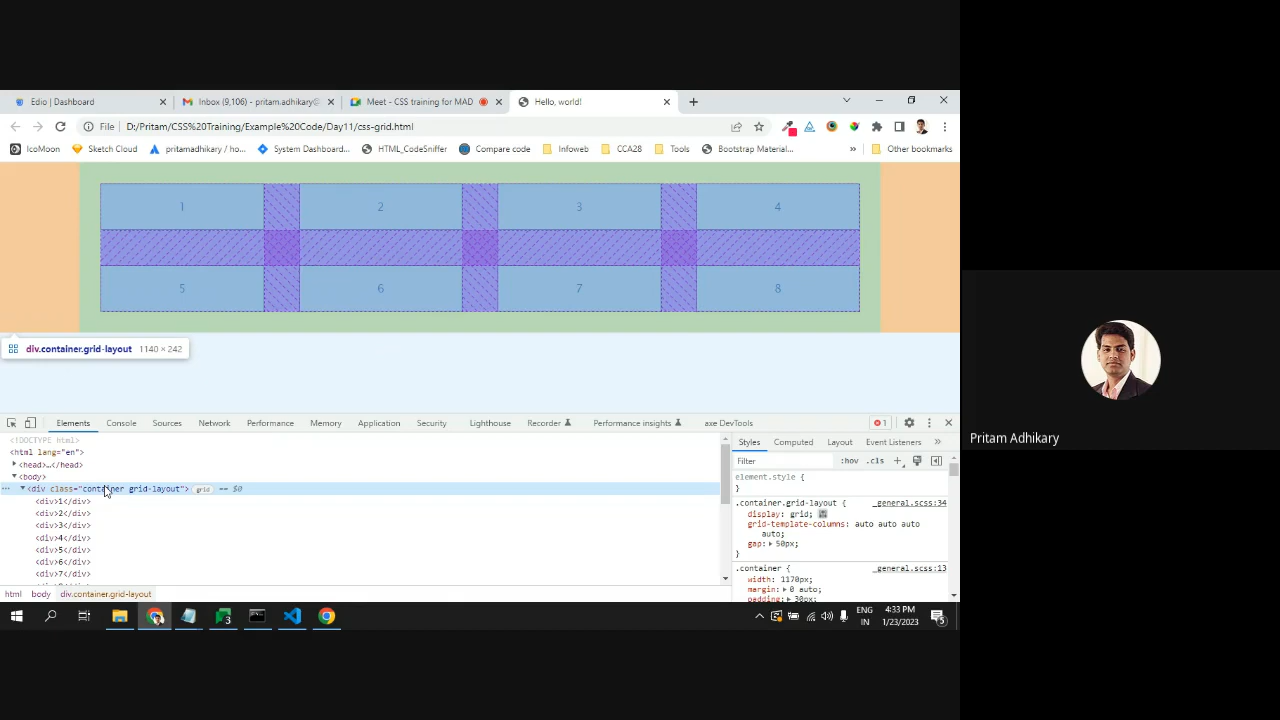 Edio | Dashboard
Inbox (9,106) - pritam.adhikary@
Meet - CSS training for MAD
Hello, world!
File D:/Pritam/CSS%20Training/Example%20Code/Day11/css-grid.html
IcoMoon Sketch Cloud pritamadhikary / ho... System Dashboard... HTML_CodeSniffer Compare code Infoweb CCA28 Tools Bootstrap Material... » Other bookmarks
1 2 3 4
5 6 7 8
div.container.grid-layout 1140 × 242
Elements Console Sources Network Performance Memory Application Security Lighthouse Recorder Performance insights axe DevTools 1
<!DOCTYPE html>
<html lang="en">
<head>…</head>
<body>
<div class="container grid-layout"> grid == $0
<div>1</div>
<div>2</div>
<div>3</div>
<div>4</div>
<div>5</div>
<div>6</div>
<div>7</div>
html body div.container.grid-layout
Styles Computed Layout Event Listeners »
Filter :hov .cls +
element.style {
}
.container.grid-layout { _general.scss:34
display: grid;
grid-template-columns: auto auto auto
auto;
gap: 50px;
}
.container { _general.scss:13
width: 1170px;
margin: 0 auto;
padding: 30px;
3
ENG
IN
4:33 PM
1/23/2023
5
Pritam Adhikary